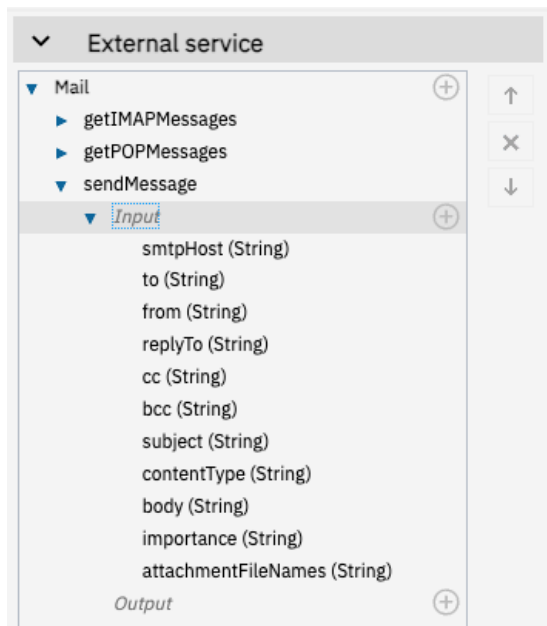 External service
Mail
getIMAPMessages
getPOPMessages
sendMessage
Input
smtpHost (String)
to (String)
from (String)
replyTo (String)
cc (String)
bcc (String)
subject (String)
contentType (String)
body (String)
importance (String)
attachmentFileNames (String)
Output